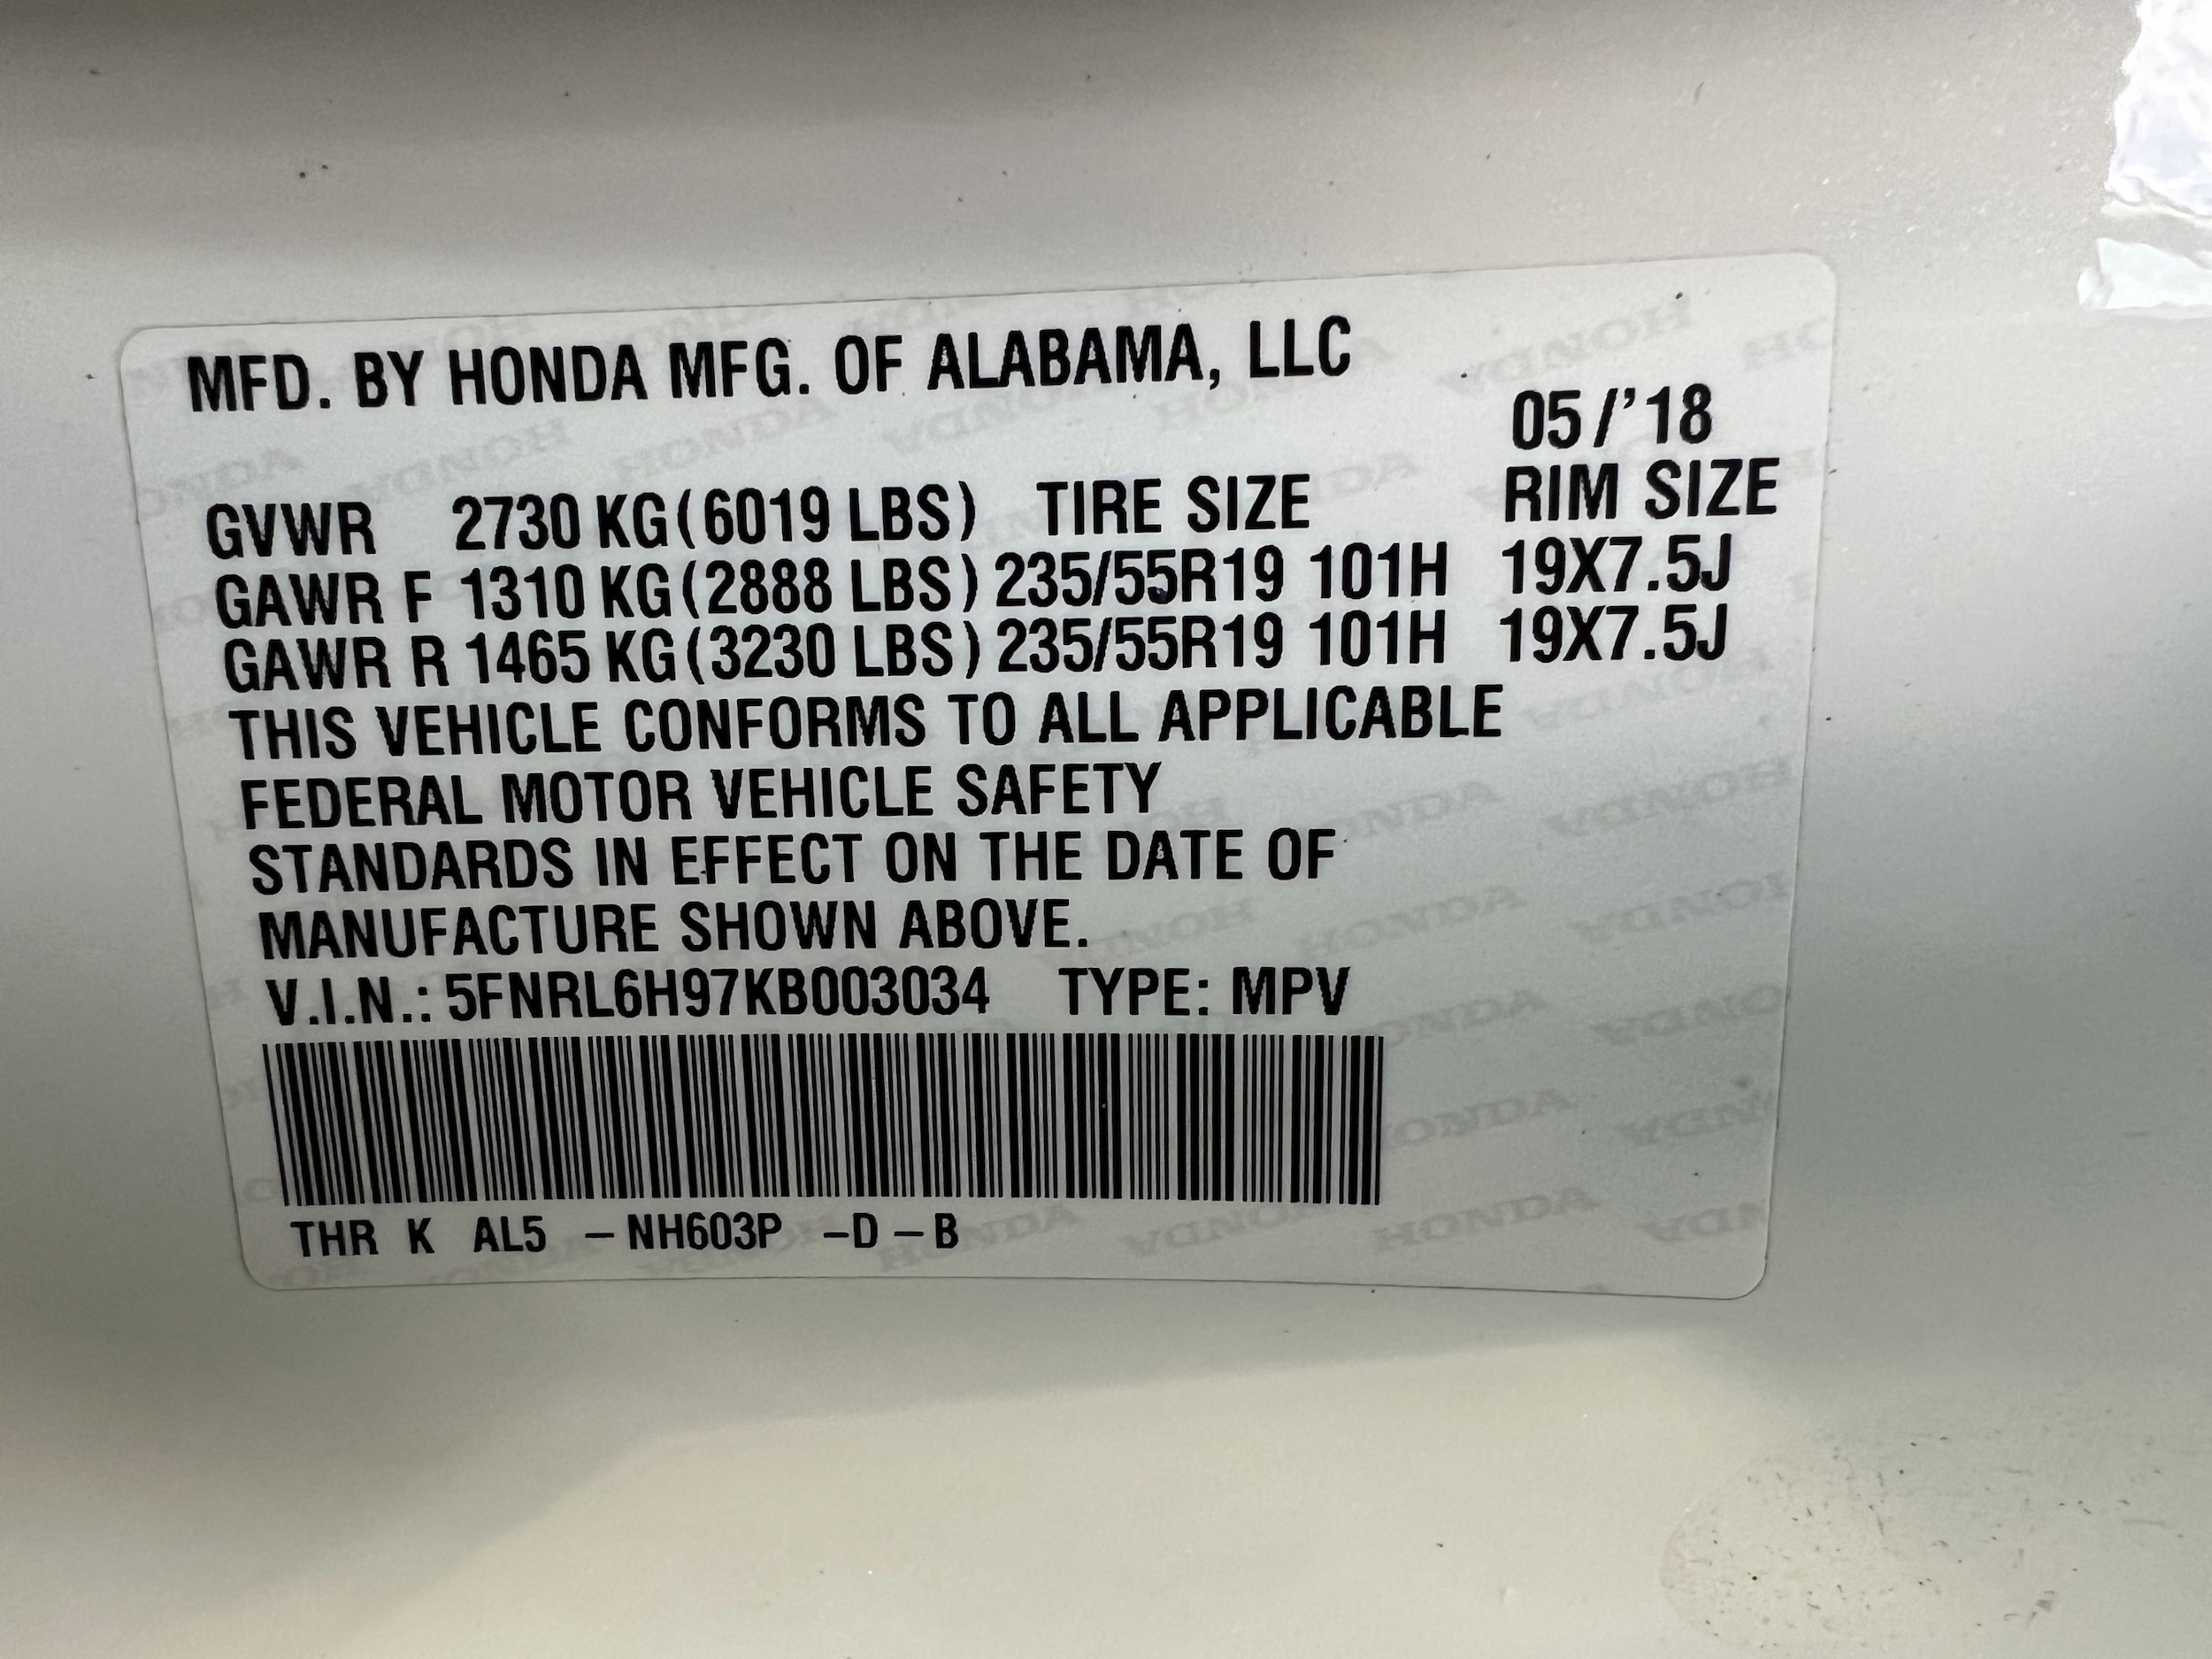 MFD. BY HONDA MFG. OF ALABAMA, LLC
05/'18
GVWR 2730 KG(6019 LBS) TIRE SIZE RIM SIZE
GAWR F 1310 KG(2888 LBS) 235/55R19 101H 19X7.5J
GAWR R 1465 KG(3230 LBS) 235/55R19 101H 19X7.5J
THIS VEHICLE CONFORMS TO ALL APPLICABLE
FEDERAL MOTOR VEHICLE SAFETY
STANDARDS IN EFFECT ON THE DATE OF
MANUFACTURE SHOWN ABOVE.
V.I.N.: 5FNRL6H97KB003034 TYPE: MPV
THR K AL5 –NH603P –D –B